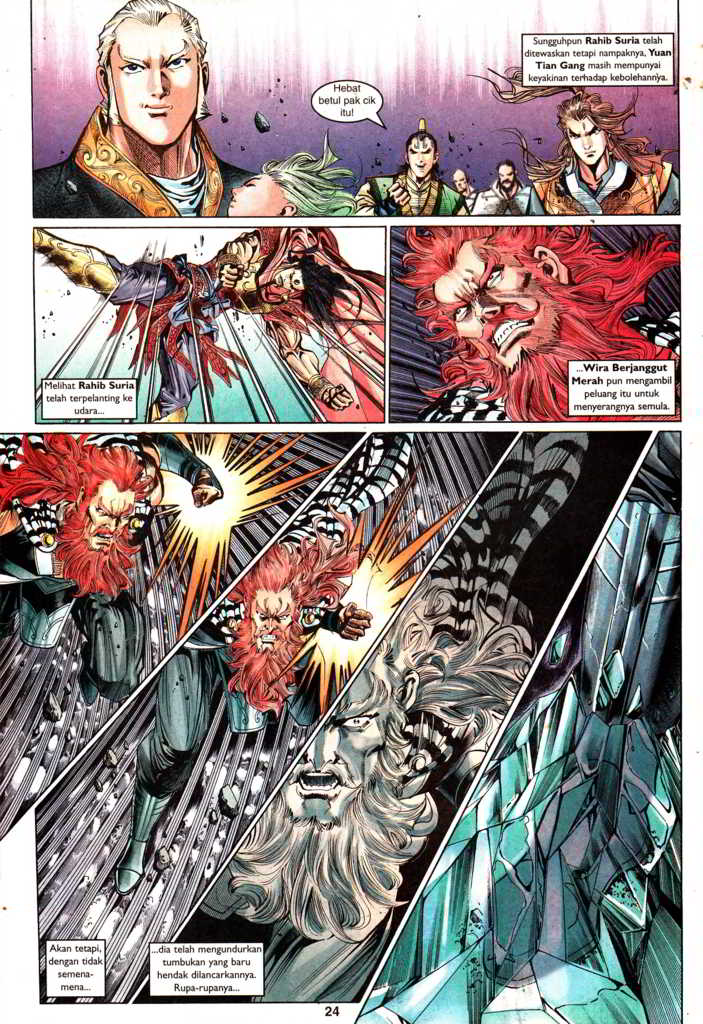 Sungguhpun Rahib Suria telah
ditewaskan tetapi nampaknya, Yuan
Tian Gang masih mempunyai
keyakinan terhadap kebolehannya.
Hebat
betul pak cik
itu!
Melihat Rahib Suria
telah terpelanting ke
udara...
...Wira Berjanggut
Merah pun mengambil
peluang itu untuk
menyerangnya semula.
Akan tetapi,
dengan tidak
semena-
mena...
...dia telah mengundurkan
tumbukan yang baru
hendak dilancarkannya.
Rupa-rupanya...
24